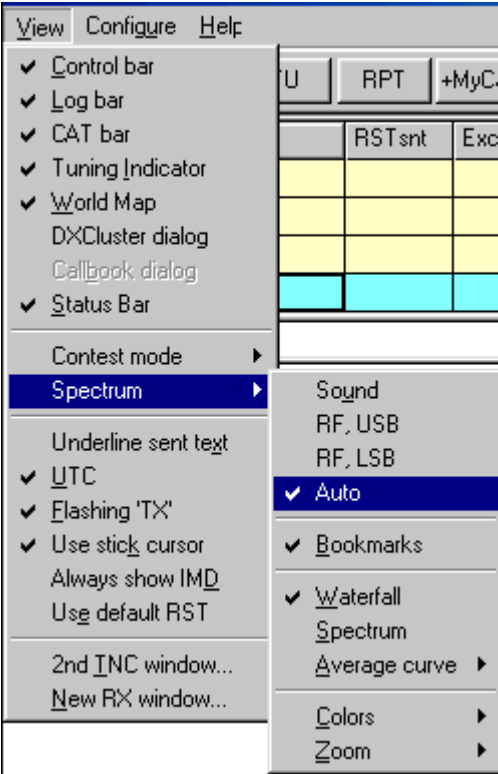 View Configure Help
TU RPT
RSTsnt Exc
Control bar
Log bar
CAT bar
Tuning Indicator
World Map
DXCluster dialog
Callbook dialog
Status Bar
Contest mode
Spectrum
Underline sent text
UTC
Flashing 'TX'
Use stick cursor
Always show IMD
Use default RST
2nd TNC window...
New RX window...
Sound
RF, USB
RF, LSB
Auto
Bookmarks
Waterfall
Spectrum
Average curve
Colors
Zoom